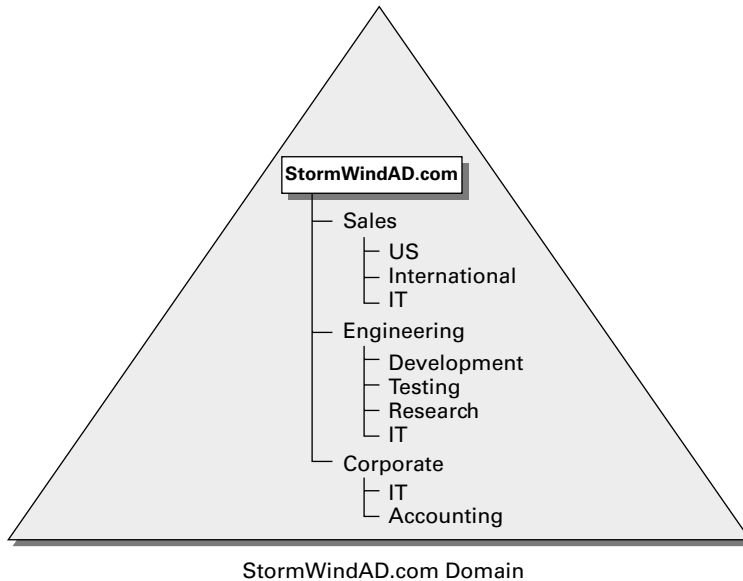 StormWindAD.com
Sales
US
International
IT
Engineering
Development
Testing
Research
IT
Corporate
IT
Accounting
StormWindAD.com Domain